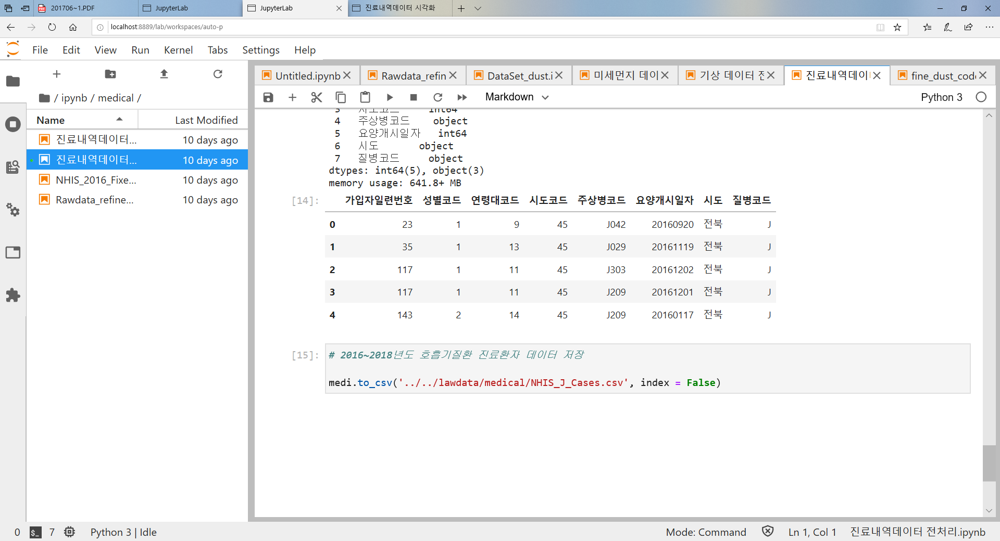 201706~1.PDF
JupyterLab
JupyterLab
진료내역데이터 시각화
localhost:8889/lab/workspaces/auto-p
File Edit View Run Kernel Tabs Settings Help
/ ipynb / medical /
Name Last Modified
진료내역데이터... 10 days ago
진료내역데이터... 10 days ago
NHIS_2016_Fixe... 10 days ago
Rawdata_refine... 10 days ago
Untitled.ipynb
Rawdata_refin
DataSet_dust.i
미세먼지 데이
기상 데이터 전
진료내역데이
fine_dust_code
Markdown
Python 3
3 시도코드 int64
4 주상병코드 object
5 요양개시일자 int64
6 시도 object
7 질병코드 object
dtypes: int64(5), object(3)
memory usage: 641.8+ MB
[14]: 가입자일련번호 성별코드 연령대코드 시도코드 주상병코드 요양개시일자 시도 질병코드
0 23 1 9 45 J042 20160920 전북 J
1 35 1 13 45 J029 20161119 전북 J
2 117 1 11 45 J303 20161202 전북 J
3 117 1 11 45 J209 20161201 전북 J
4 143 2 14 45 J209 20160117 전북 J
[15]: # 2016~2018년도 호흡기질환 진료환자 데이터 저장
medi.to_csv('../../lawdata/medical/NHIS_J_Cases.csv', index = False)
0 $_ 7 Python 3 | Idle
Mode: Command Ln 1, Col 1 진료내역데이터 전처리.ipynb